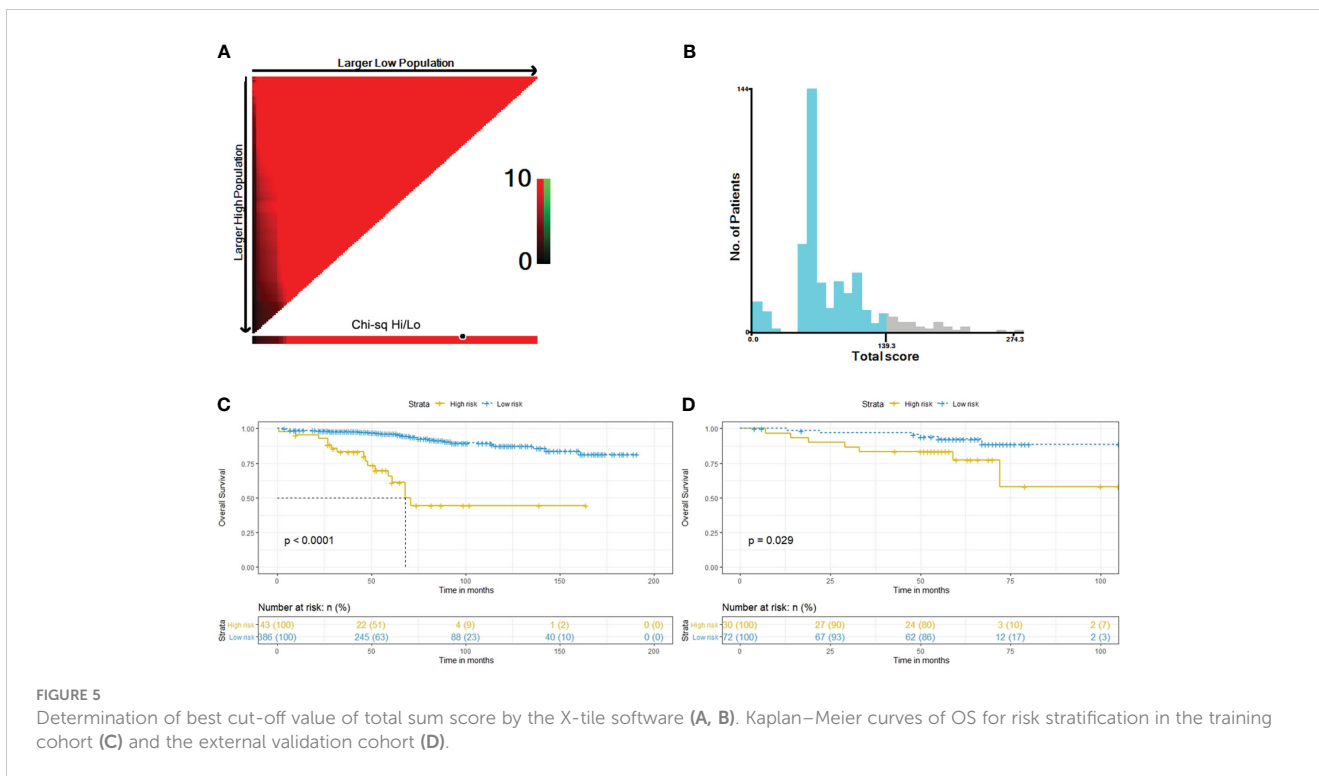 A
Larger Low Population
Larger High Population
10
0
Chi-sq Hi/Lo
B
No. of Patients
144
0
0.0
139.3
274.3
Total score
C
Strata High risk Low risk
Overall Survival
1.00
0.75
0.50
0.25
0.00
p < 0.0001
0 50 100 150 200
Time in months
Number at risk: n (%)
Strata
High risk 43 (100) 22 (51) 4 (9) 1 (2) 0 (0)
Low risk 386 (100) 245 (63) 88 (23) 40 (10) 0 (0)
0 50 100 150 200
Time in months
D
Strata High risk Low risk
Overall Survival
1.00
0.75
0.50
0.25
0.00
p = 0.029
0 25 50 75 100
Time in months
Number at risk: n (%)
Strata
High risk 30 (100) 27 (90) 24 (80) 3 (10) 2 (7)
Low risk 72 (100) 67 (93) 62 (86) 12 (17) 2 (3)
0 25 50 75 100
Time in months
FIGURE 5
Determination of best cut-off value of total sum score by the X-tile software (A, B). Kaplan–Meier curves of OS for risk stratification in the training
cohort (C) and the external validation cohort (D).